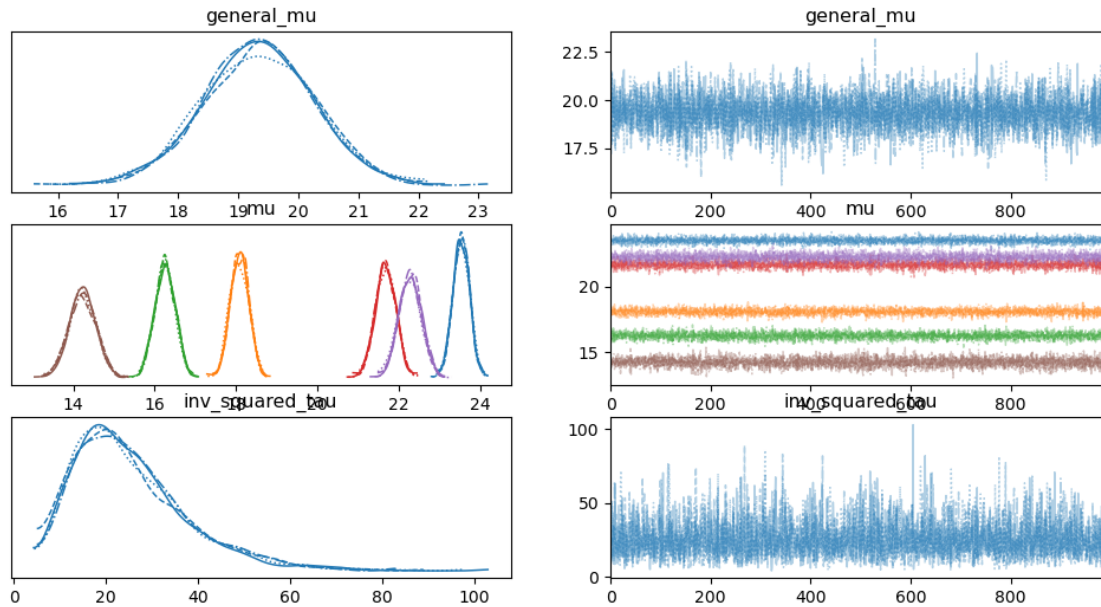 general_mu
general_mu
22.5
20.0
17.5
16 17 18 19 20 21 22 23
0 200 400 600 800
mu
mu
20
15
14 16 18 20 22 24
0 200 400 600 800
inv_squared_tau
inv_squared_tau
100
50
0
0 20 40 60 80 100
0 200 400 600 800